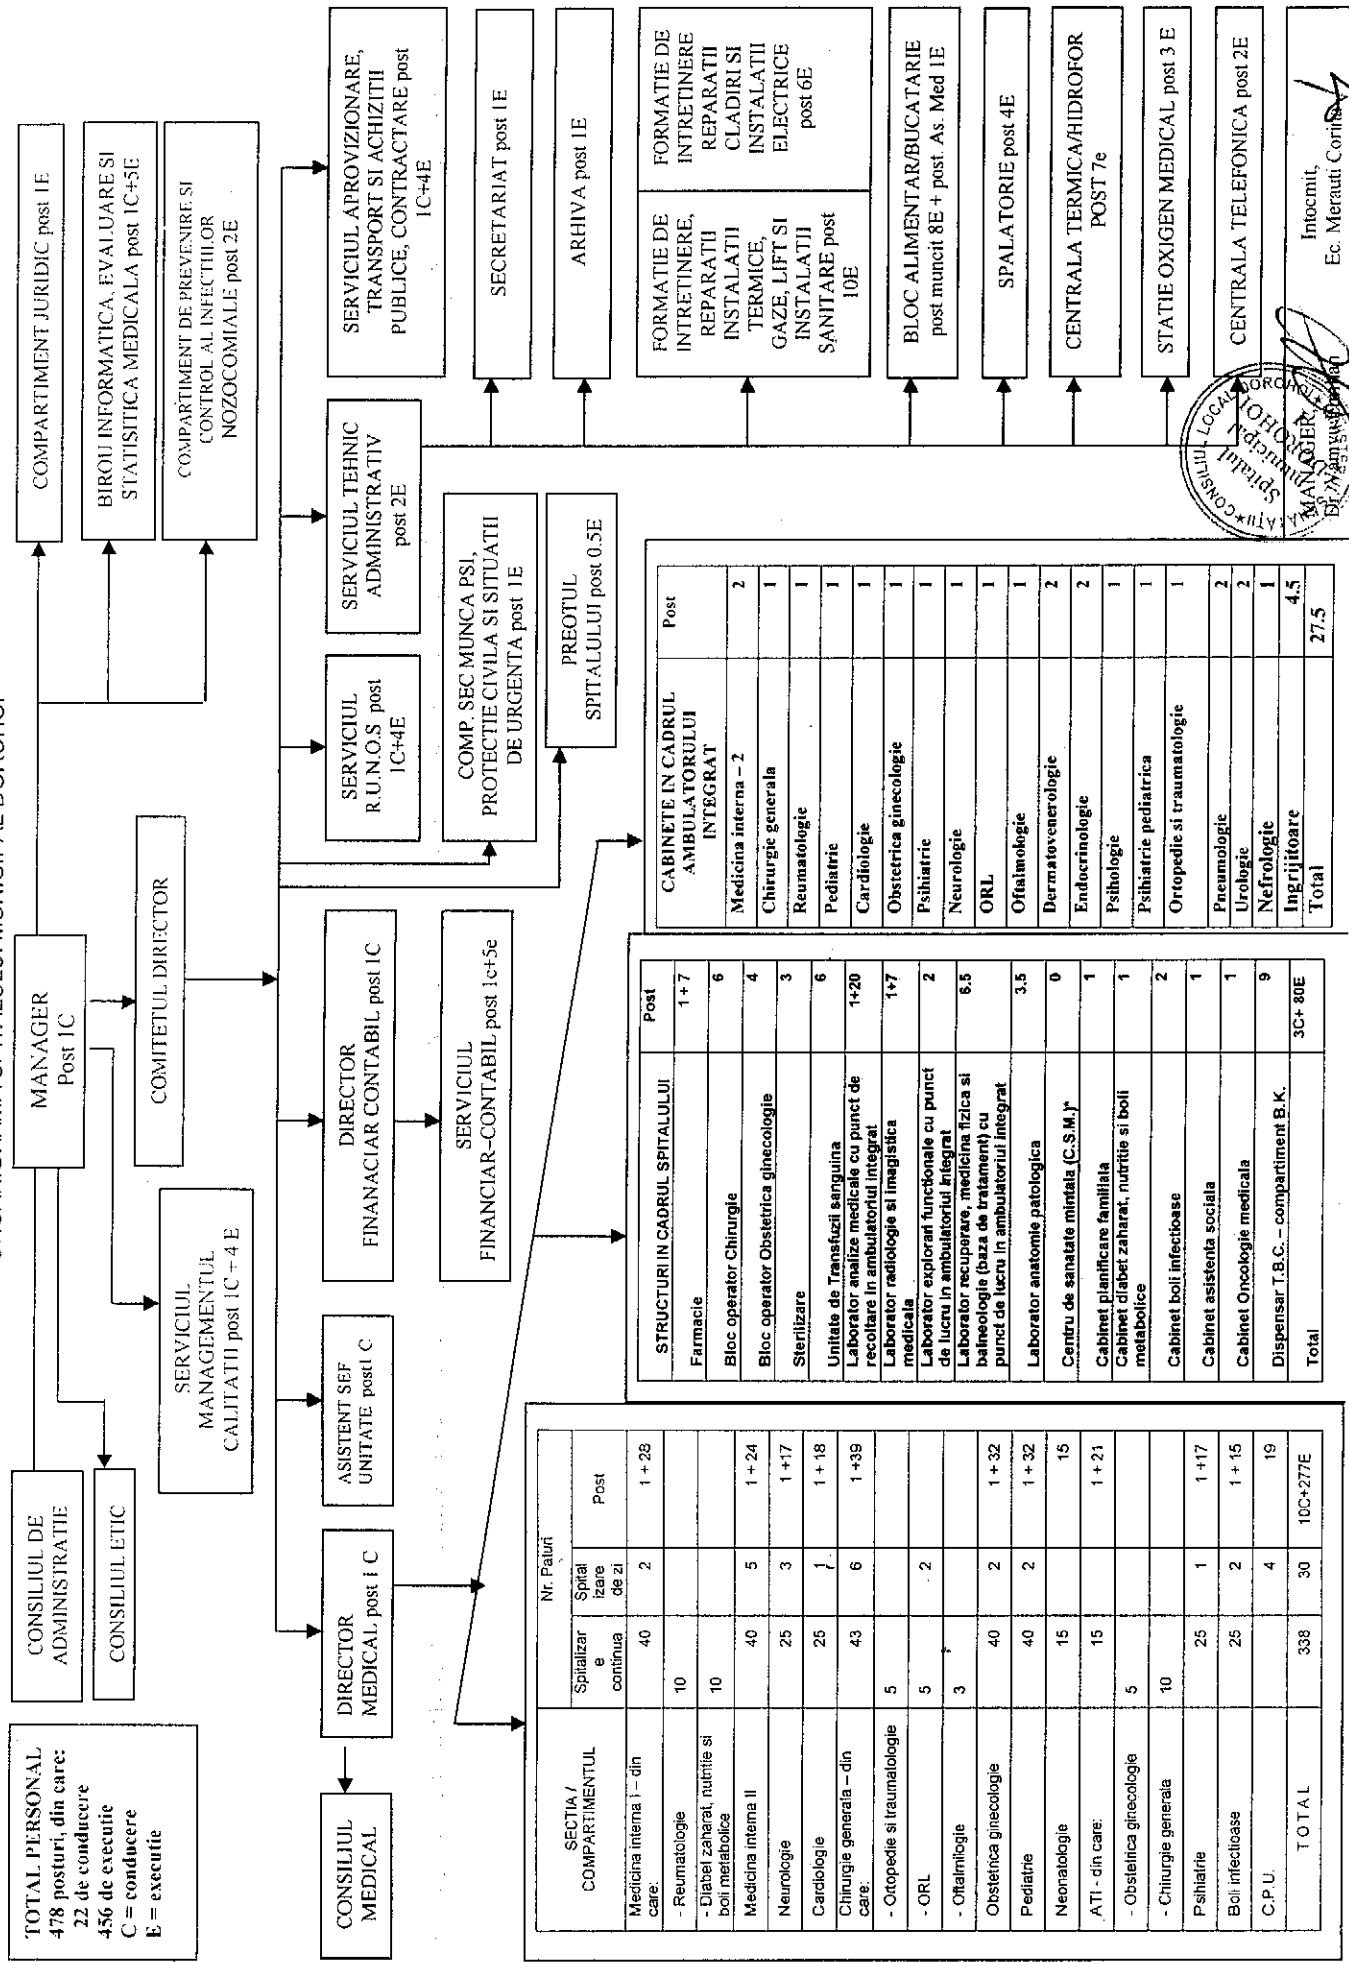 TOTAL PERSONAL
478 posturi, din care:
22 de conducere
456 de executie
C = conducere
E = executie
CONSILIUL DE
ADMINISTRATIE
CONSILIUL ETIC
MANAGER
Post 1C
COMITETUL DIRECTOR
SERVICIUL
MANAGEMENTUL
CALITATII post 1C + 4 E
COMPARTIMENT JURIDIC post 1E
BIROU INFORMATICA, EVALUARE SI
STATISITICA MEDICALA post 1C+5E
COMPARTIMENT DE PREVENIRE SI
CONTROL AL INFECTIILOR
NOZOCOMIALE post 2E
CONSILIUL
MEDICAL
DIRECTOR
MEDICAL post 1 C
ASISTENT SEF
UNITATE post1 C
DIRECTOR
FINANACIAR CONTABIL post 1C
SERVICIUL
FINANCIAR-CONTABIL post 1c+5e
SERVICIUL
R.U.N.O.S post
1C+4E
SERVICIUL TEHNIC
ADMINISTRATIV
post 2E
SERVICIUL APROVIZIONARE,
TRANSPORT SI ACHIZITII
PUBLICE, CONTRACTARE post
1C+4E
COMP. SEC MUNCA PSI,
PROTECTIE CIVILA SI SITUATII
DE URGENTA post 1E
PREOTUL
SPITALULUI post 0.5E
SECRETARIAT post 1E
ARHIVA post 1E
FORMATIE DE
INTRETINERE,
REPARATII
INSTALATII
TERMICE,
GAZE, LIFT SI
INSTALATII
SANITARE post
10E
FORMATIE DE
INTRETINERE
REPARATII
CLADIRI SI
INSTALATII
ELECTRICE
post 6E
BLOC ALIMENTAR/BUCATARIE
post muncit 8E + post. As. Med 1E
SPALATORIE post 4E
CENTRALA TERMICA/HIDROFOR
POST 7e
STATIE OXIGEN MEDICAL post 3 E
CENTRALA TELEFONICA post 2E
SECTIA / COMPARTIMENTUL Nr. Paturi Post
Spitalizar e continua Spital izare de zi
Medicina interna I – din care: 40 2 1 + 28
- Reumatologie 10
- Diabet zaharat, nutritie si boli metabolice 10
Medicina interna II 40 5 1 + 24
Neurologie 25 3 1 +17
Cardiologie 25 1 1 + 18
Chirurgie generala – din care: 43 6 1 +39
- Ortopedie si traumatologie 5
- ORL 5 2
- Oftalmilogie 3
Obstetrica ginecologie 40 2 1 + 32
Pediatrie 40 2 1 + 32
Neonatologie 15 15
ATI - din care: 15 1 + 21
- Obstetrica ginecologie 5
- Chirurgie generala 10
Psihiatrie 25 1 1 +17
Boli infectioase 25 2 1 + 15
C.P.U. 4 19
TOTAL 338 30 10C+277E
STRUCTURI IN CADRUL SPITALULUI Post
Farmacie 1 + 7
Bloc operator Chirurgie 6
Bloc operator Obstetrica ginecologie 4
Sterilizare 3
Unitate de Transfuzii sanguina 6
Laborator analize medicale cu punct de
recoltare in ambulatoriul integrat 1+20
Laborator radiologie si imagistica
medicala 1+7
Laborator explorari functionale cu punct
de lucru in ambulatoriul integrat 2
Laborator recuperare, medicina fizica si
balneologie (baza de tratament) cu
punct de lucru in ambulatoriul integrat 6.5
Laborator anatomie patologica 3.5
Centru de sanatate mintala (C.S.M.)* 0
Cabinet planificare familiala 1
Cabinet diabet zaharat, nutritie si boli
metabolice 1
Cabinet boli infectioase 2
Cabinet asistenta sociala 1
Cabinet Oncologie medicala 1
Dispensar T.B.C. – compartiment B.K. 9
Total 3C+ 80E
CABINETE IN CADRUL
AMBULATORULUI
INTEGRAT Post
Medicina interna – 2 2
Chirurgie generala 1
Reumatologie 1
Pediatrie 1
Cardiologie 1
Obstetrica ginecologie 1
Psihiatrie 1
Neurologie 1
ORL 1
Oftalmologie 1
Dermatovenerologie 2
Endocrinologie 2
Psihologie 1
Psihiatrie pediatrica 1
Ortopedie si traumatologie 1
Pneumologie 2
Urologie 2
Nefrologie 1
Ingrijitoare 4.5
Total 27.5
CONSILIUL LOCAL DOROHOI
Spitalul
municipal
DOROHOI
MANAGER,
Intocmit,
Ec. Merauti Corina